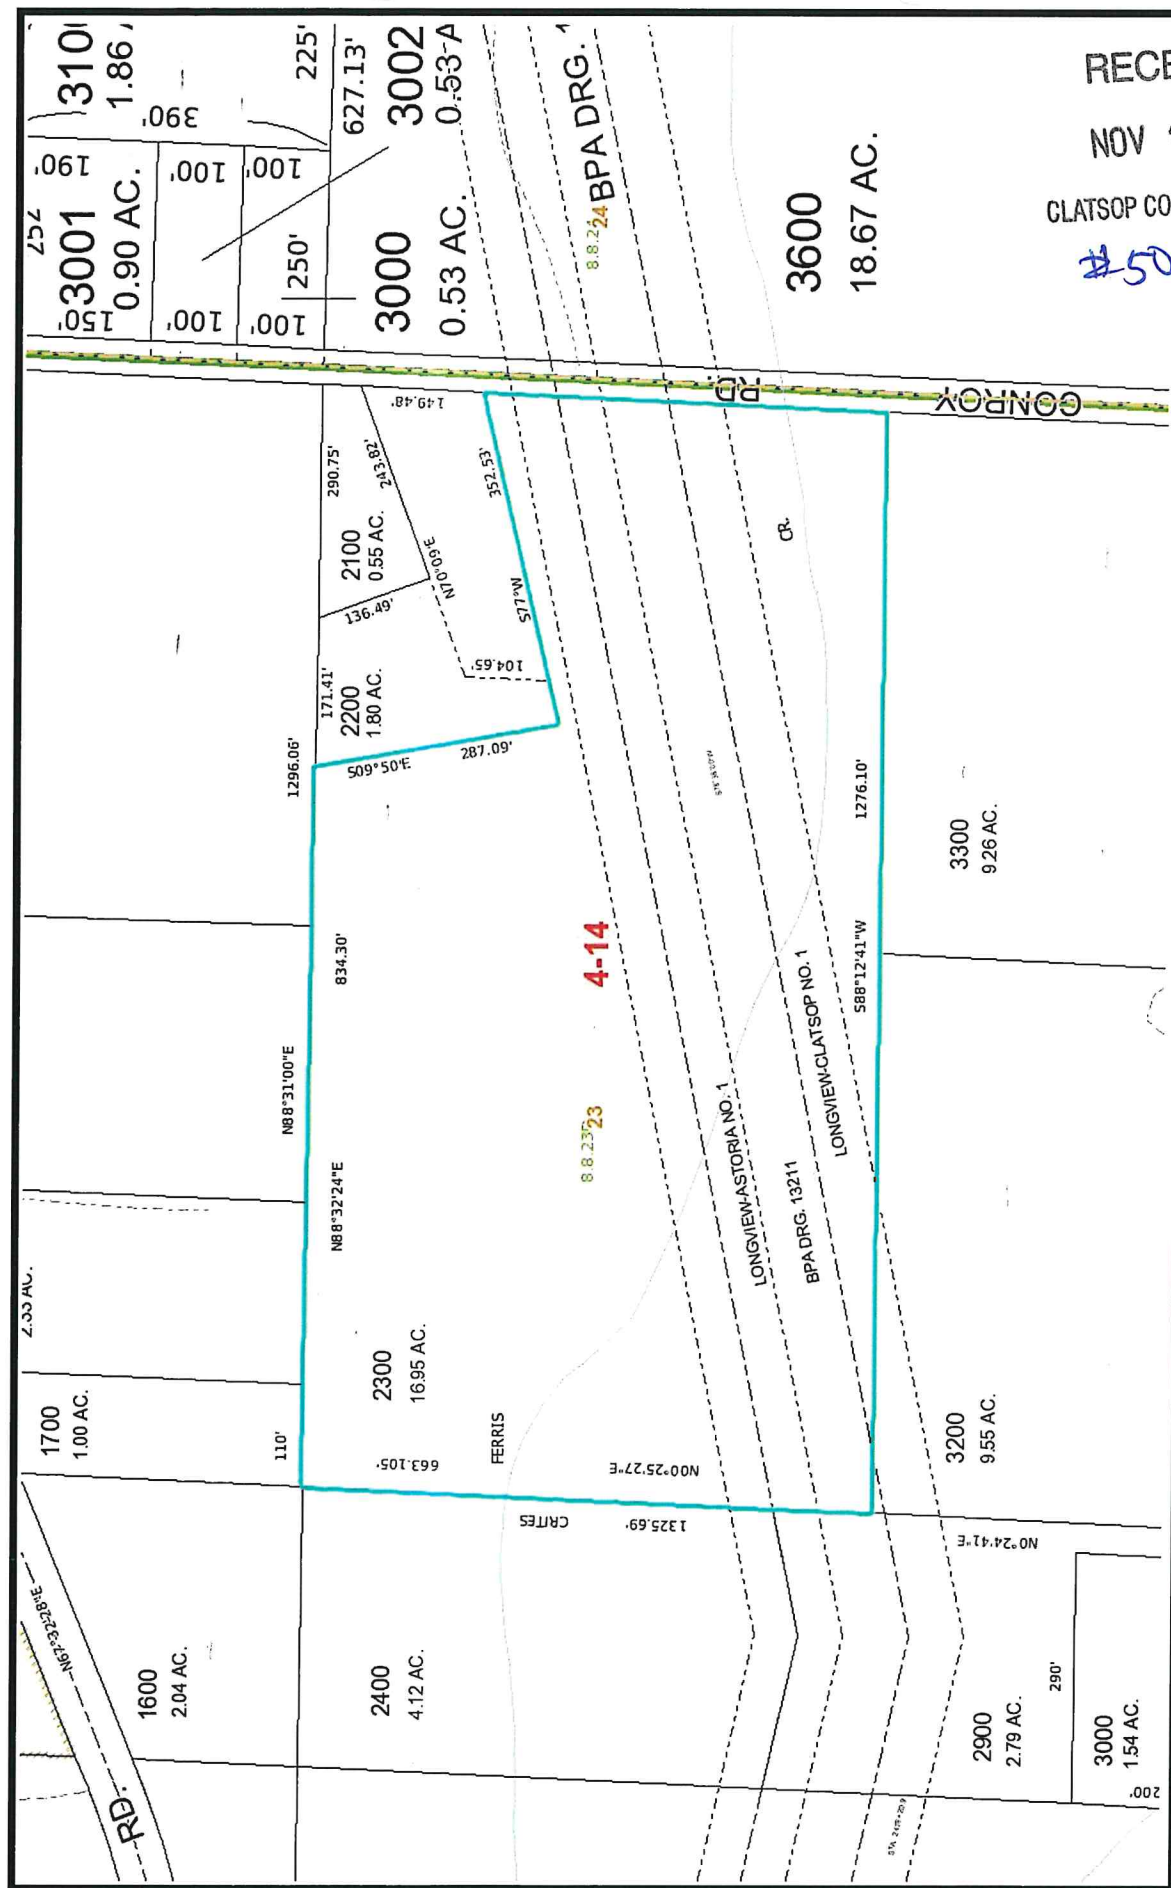 RECE
NOV
CLATSOP CO
#50
3100
1.86
225'
627.13'
3002
0.53 A
BPA DRG. 1
390'
190'
100'
100'
252
3001
0.90 AC.
150'
100'
100'
250'
3000
0.53 AC.
8.8.24
24
3600
18.67 AC.
CONROY
RD.
149.48'
290.75'
243.82'
2100
0.55 AC.
N70°09'E
136.49'
352.53'
S77°W
104.65'
171.41'
2200
1.80 AC.
S09°50'E
287.09'
1296.06'
CR.
834.30'
4-14
1276.10'
3300
9.26 AC.
N88°31'00"E
N88°32'24"E
8.8.23
23
LONGVIEW-ASTORIA NO. 1
BPA DRG. 13211
LONGVIEW-CLATSOP NO. 1
S88°12'41"W
2300
16.95 AC.
1700
1.00 AC.
110'
663.105'
FERRIS
N00°25'27"E
CRITES
1325.69'
3200
9.55 AC.
N0°24'41"E
N67°32'28"E
RD.
1600
2.04 AC.
2400
4.12 AC.
2900
2.79 AC.
290'
3000
1.54 AC.
200'